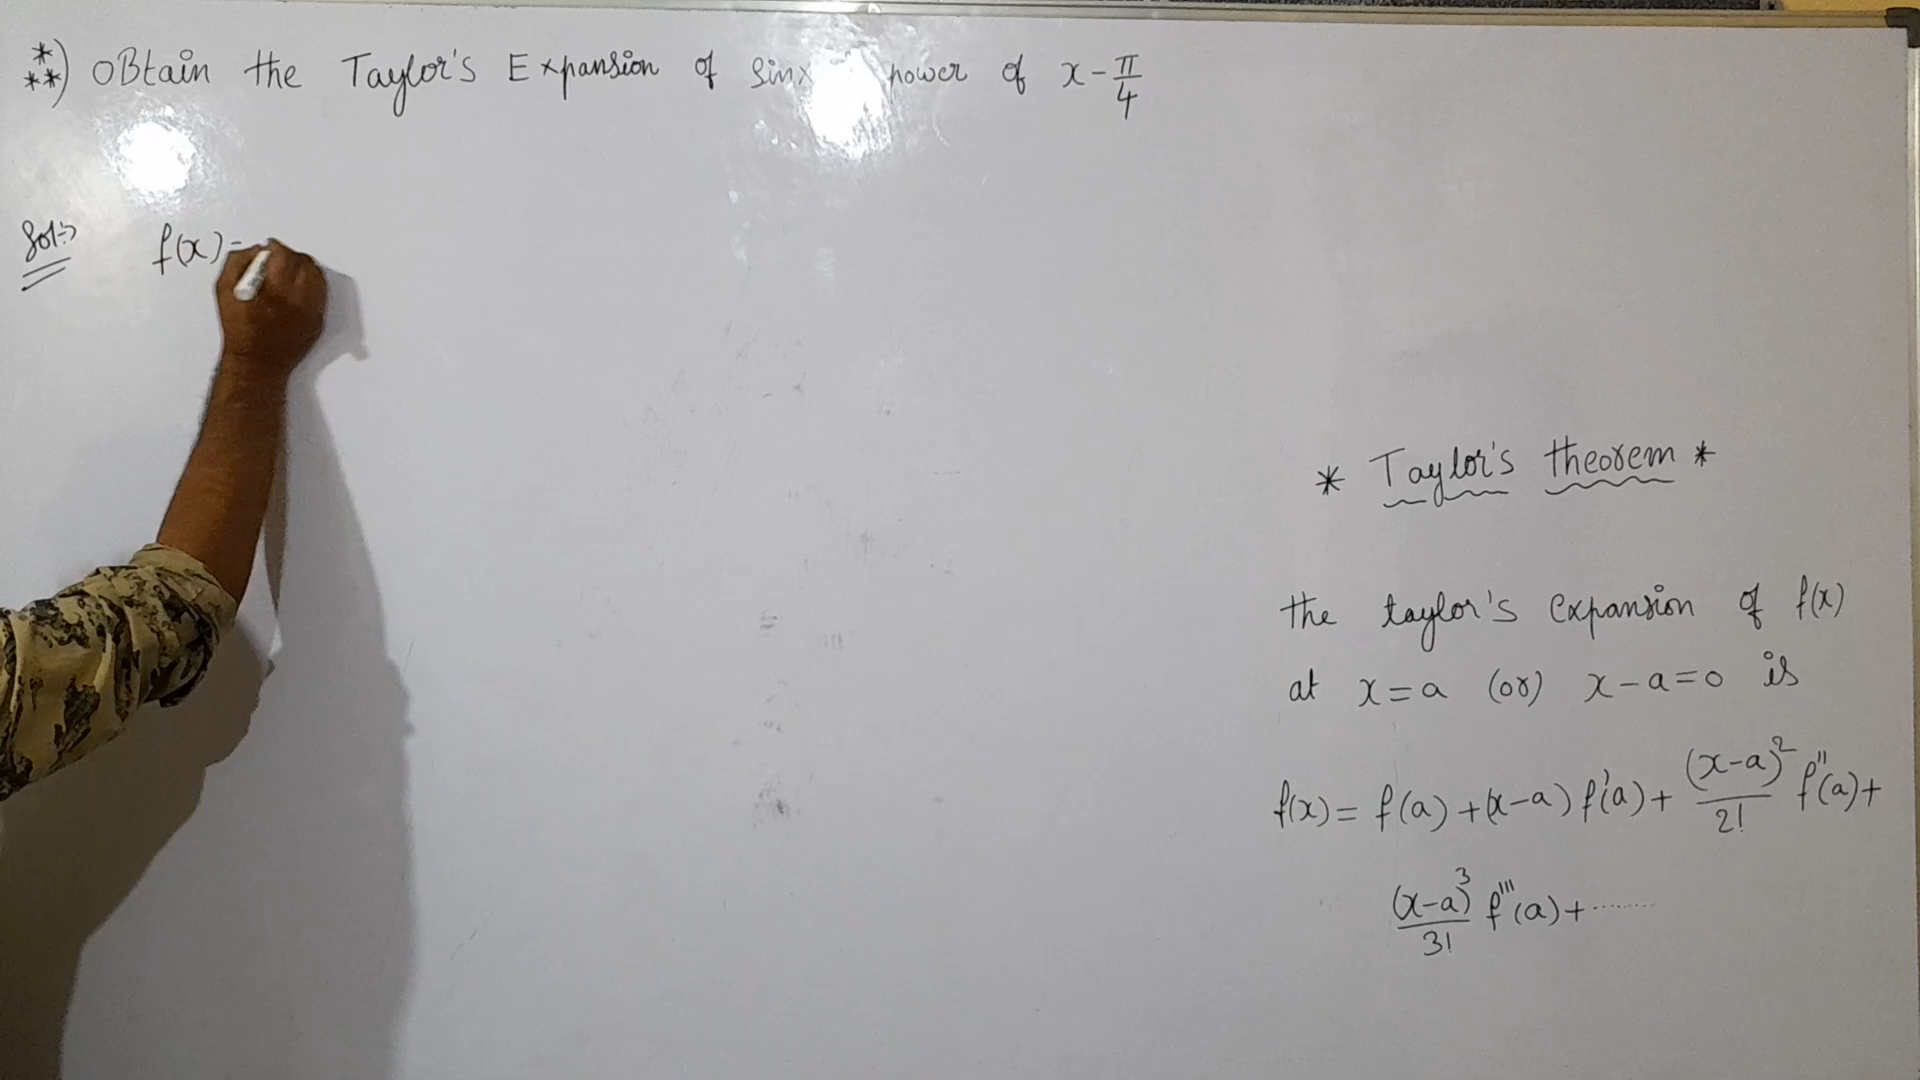 ***) OBtain the Taylor's Expansion of Sinx power of x-π/4
Sol:- f(x)=
* Taylor's theorem *
the taylor's expansion of f(x)
at x=a (or) x-a=0 is
f(x)= f(a)+(x-a) f'(a)+ (x-a)²/2! f''(a)+
(x-a)³/3! f'''(a)+........